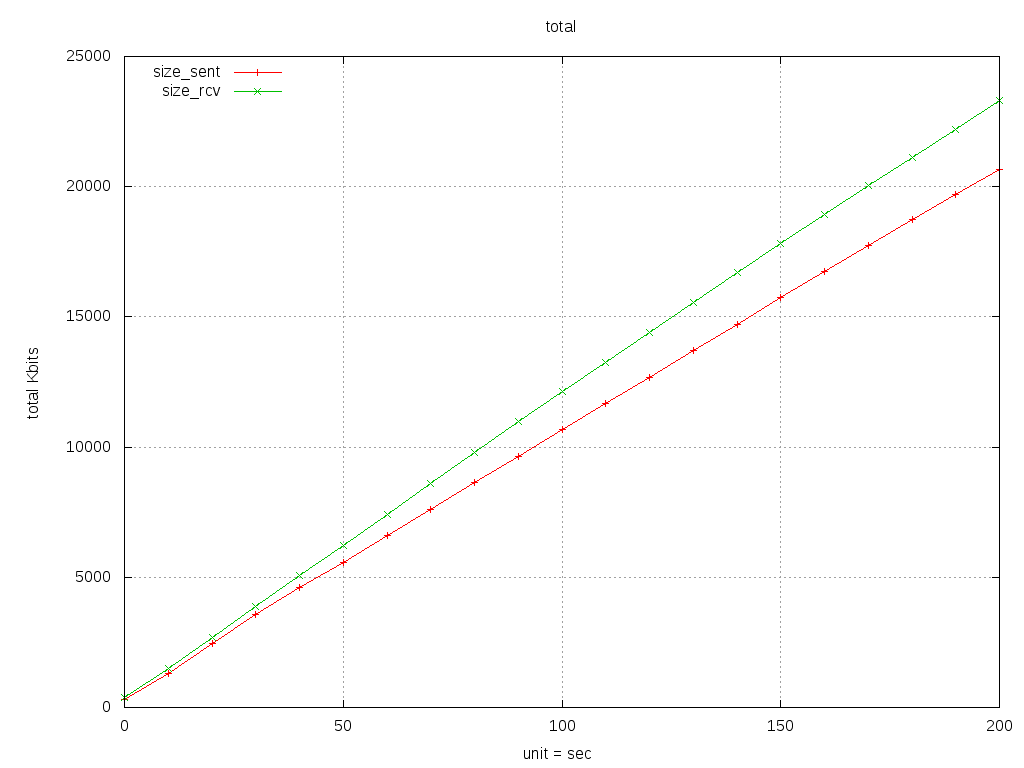 total
25000
size_sent
size_rcv
20000
15000
total Kbits
10000
5000
0
0 50 100 150 200
unit = sec